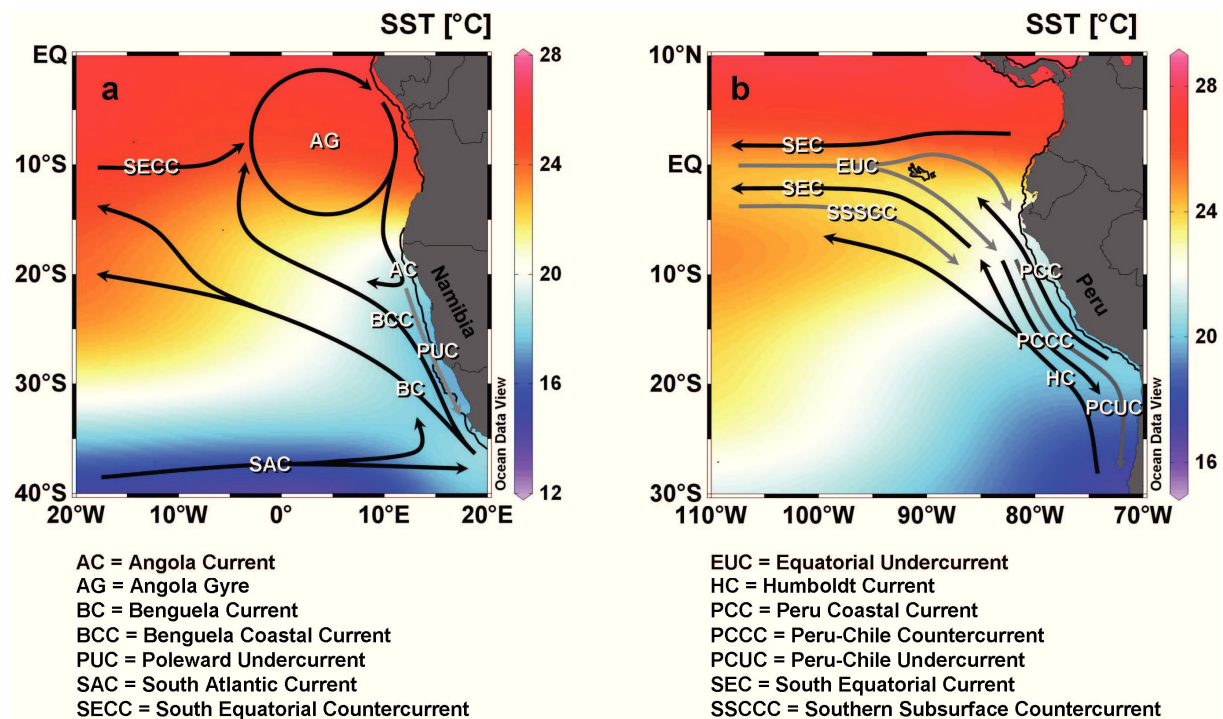 SST [°C]
a
EQ
10°S
20°S
30°S
40°S
20°W
10°W
0°
10°E
20°E
28
24
20
16
12
AG
SECC
AC
Namibia
BCC
PUC
BC
SAC
Ocean Data View
AC = Angola Current
AG = Angola Gyre
BC = Benguela Current
BCC = Benguela Coastal Current
PUC = Poleward Undercurrent
SAC = South Atlantic Current
SECC = South Equatorial Countercurrent
SST [°C]
b
10°N
EQ
10°S
20°S
30°S
110°W
100°W
90°W
80°W
70°W
28
24
20
16
SEC
EUC
SEC
SSSCC
PCC
Peru
PCCC
HC
PCUC
Ocean Data View
EUC = Equatorial Undercurrent
HC = Humboldt Current
PCC = Peru Coastal Current
PCCC = Peru-Chile Countercurrent
PCUC = Peru-Chile Undercurrent
SEC = South Equatorial Current
SSCCC = Southern Subsurface Countercurrent